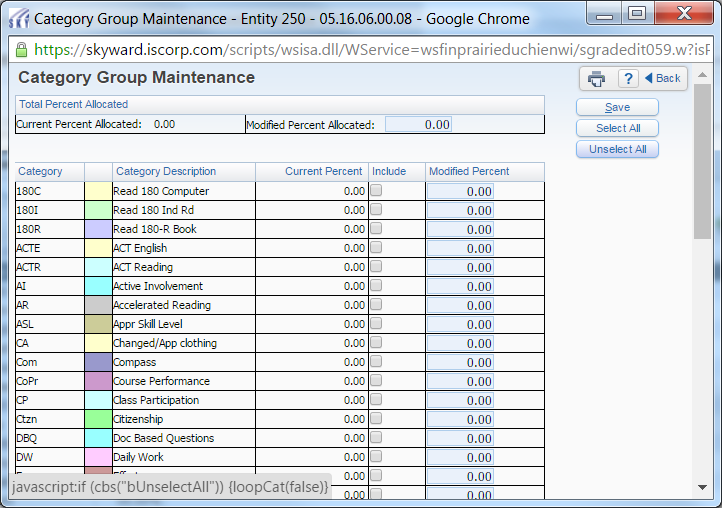 Category Group Maintenance - Entity 250 - 05.16.06.00.08 - Google Chrome
https://skyward.iscorp.com/scripts/wsisa.dll/WService=wsfinprairieduchienwi/sgradedit059.w?isP
Category Group Maintenance
? Back
Total Percent Allocated
Save
Current Percent Allocated: 0.00 Modified Percent Allocated: 0.00
Select All
Unselect All
Category Category Description Current Percent Include Modified Percent
180C Read 180 Computer 0.00 0.00
180I Read 180 Ind Rd 0.00 0.00
180R Read 180-R Book 0.00 0.00
ACTE ACT English 0.00 0.00
ACTR ACT Reading 0.00 0.00
AI Active Involvement 0.00 0.00
AR Accelerated Reading 0.00 0.00
ASL Appr Skill Level 0.00 0.00
CA Changed/App clothing 0.00 0.00
Com Compass 0.00 0.00
CoPr Course Performance 0.00 0.00
CP Class Participation 0.00 0.00
Ctzn Citizenship 0.00 0.00
DBQ Doc Based Questions 0.00 0.00
DW Daily Work 0.00 0.00
0.00 0.00
javascript:if (cbs("bUnselectAll")) {loopCat(false)}
0.00 0.00